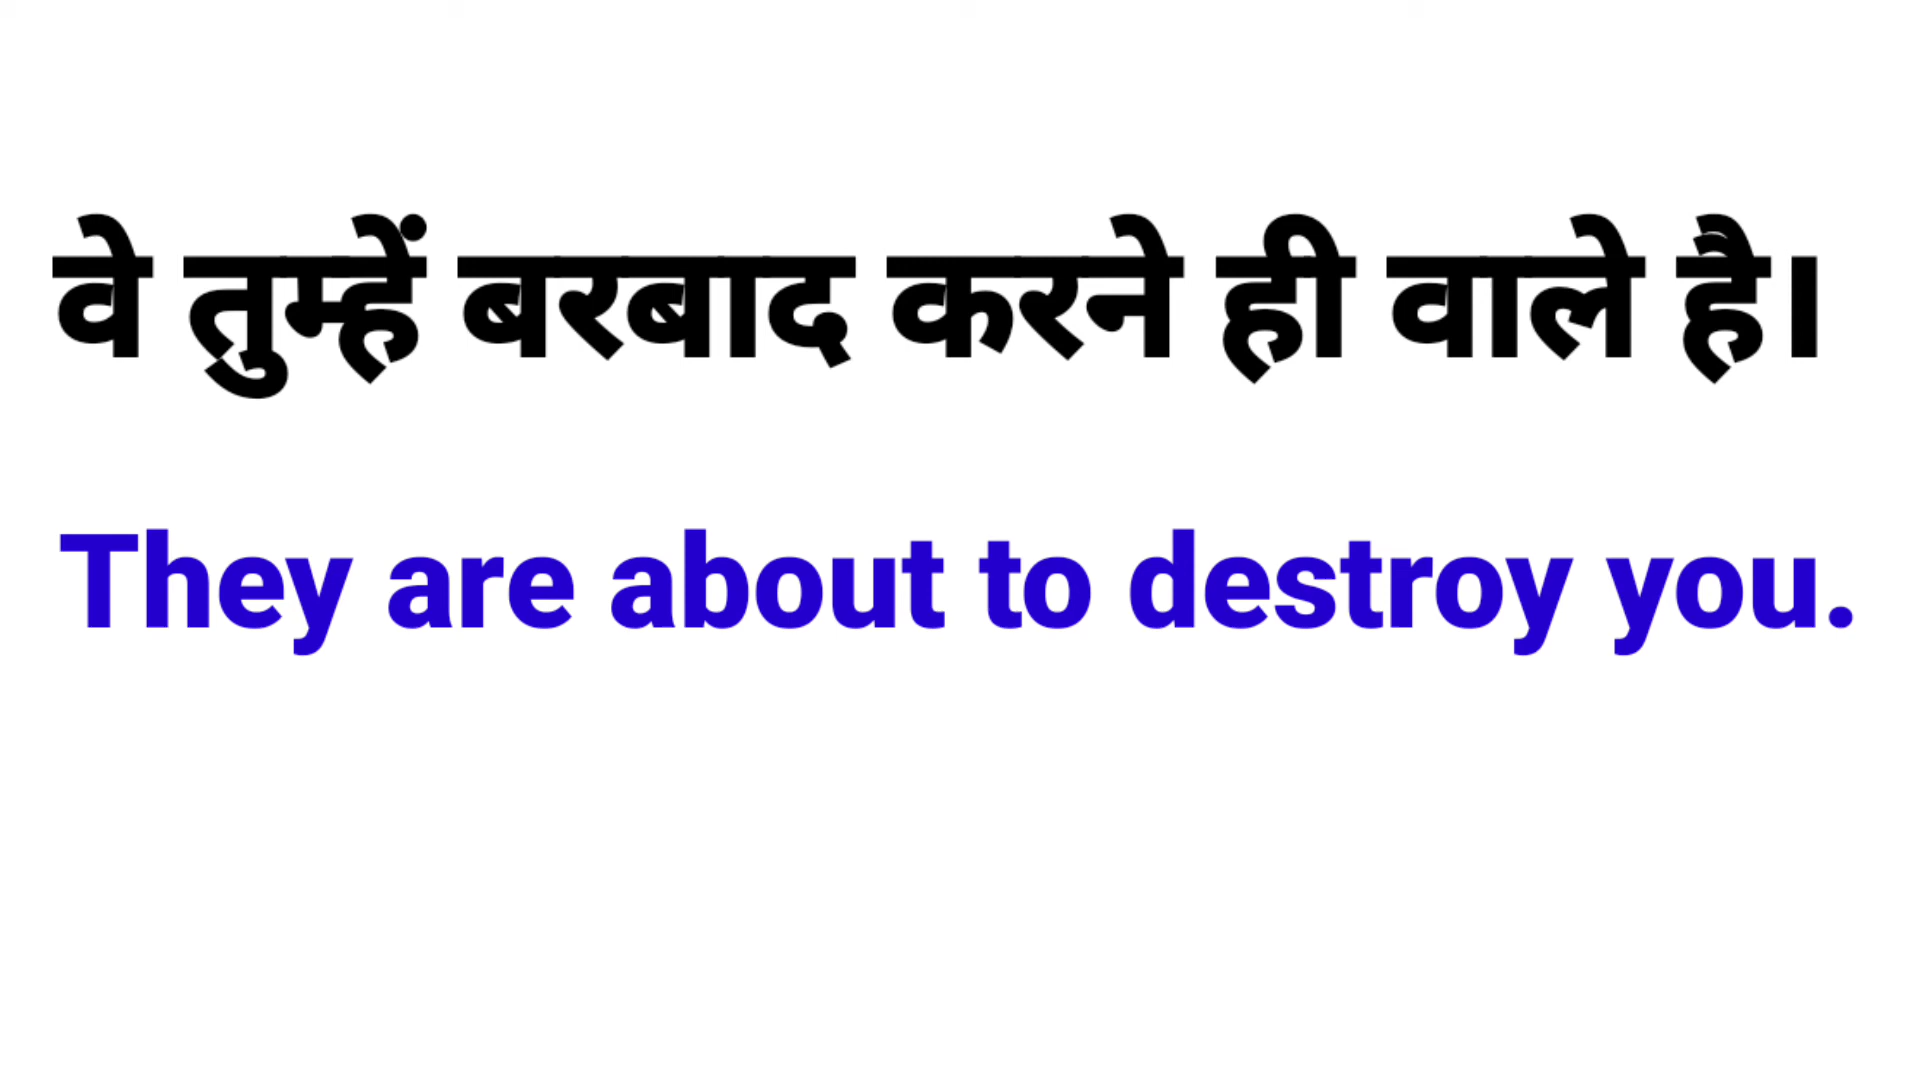 वे तुम्हें बरबाद करने ही वाले है।
They are about to destroy you.